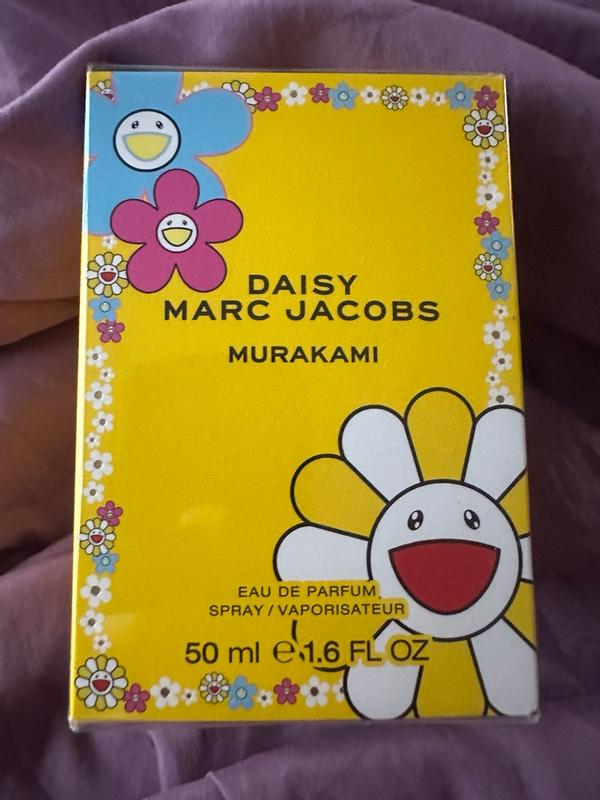 DAISY
MARC JACOBS
MURAKAMI
EAU DE PARFUM
SPRAY / VAPORISATEUR
50 ml ℮ 1.6 FL OZ